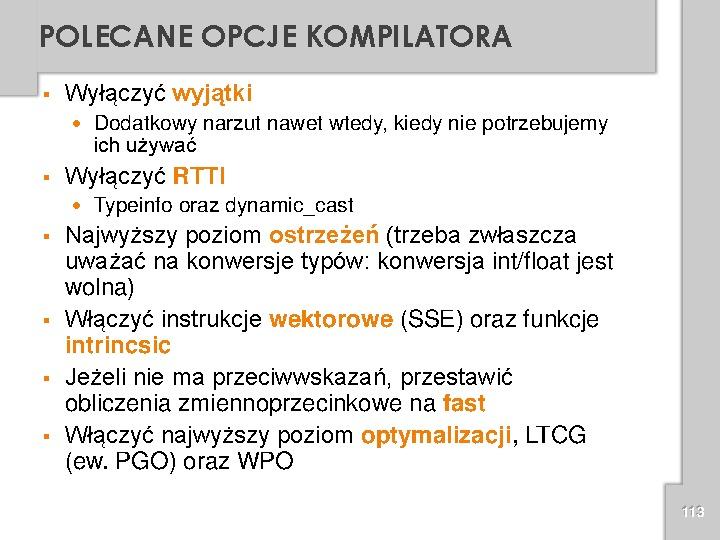 POLECANE OPCJE KOMPILATORA
▪ Wyłączyć wyjątki
• Dodatkowy narzut nawet wtedy, kiedy nie potrzebujemy
ich używać
▪ Wyłączyć RTTI
• Typeinfo oraz dynamic_cast
▪ Najwyższy poziom ostrzeżeń (trzeba zwłaszcza
uważać na konwersje typów: konwersja int/float jest
wolna)
▪ Włączyć instrukcje wektorowe (SSE) oraz funkcje
intrincsic
▪ Jeżeli nie ma przeciwwskazań, przestawić
obliczenia zmiennoprzecinkowe na fast
▪ Włączyć najwyższy poziom optymalizacji, LTCG
(ew. PGO) oraz WPO
113